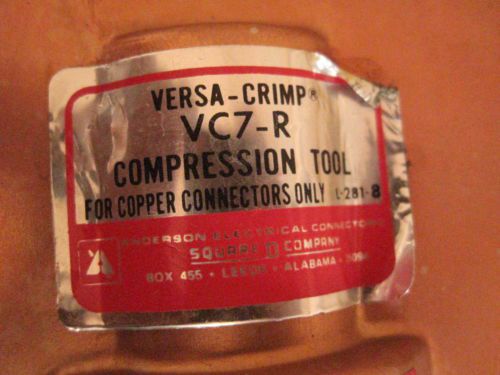 VERSA-CRIMP®
VC7-R
COMPRESSION TOOL
FOR COPPER CONNECTORS ONLY L-281-8
ANDERSON ELECTRICAL CONNECTORS
SQUARE D COMPANY
BOX 455 • LEEDS • ALABAMA •